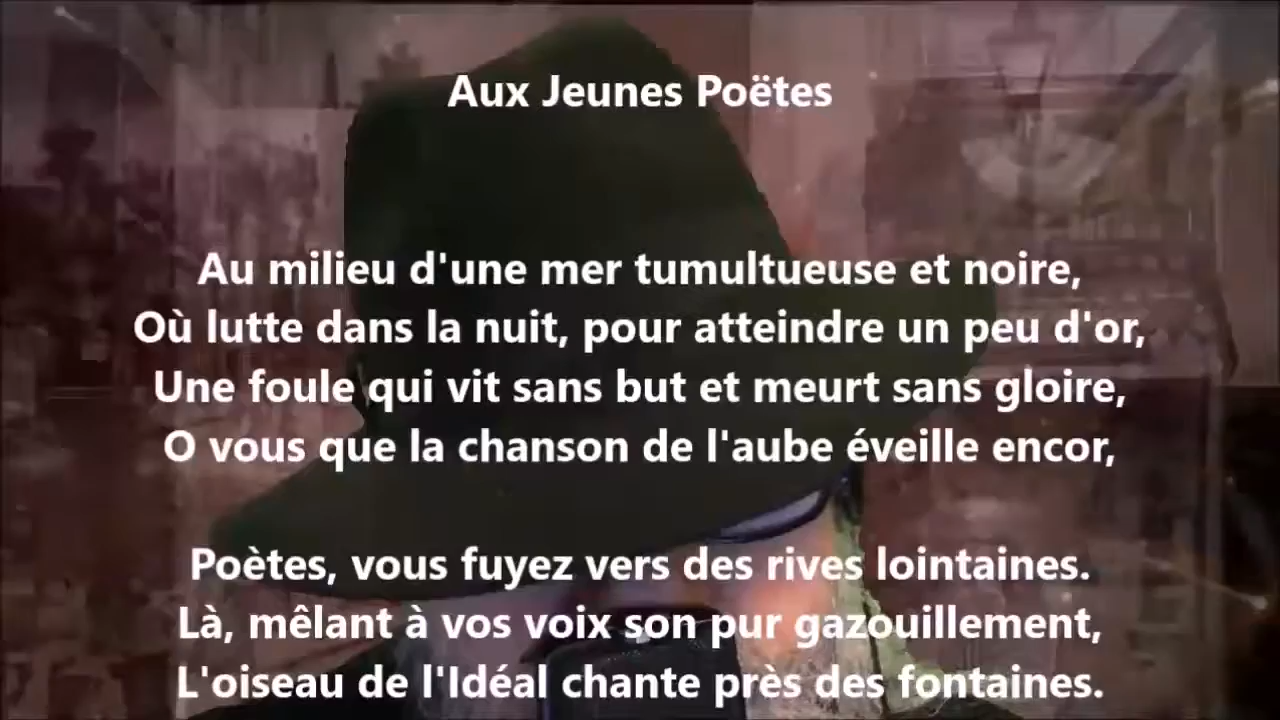 Aux Jeunes Poëtes
Au milieu d'une mer tumultueuse et noire,
Où lutte dans la nuit, pour atteindre un peu d'or,
Une foule qui vit sans but et meurt sans gloire,
O vous que la chanson de l'aube éveille encor,
Poètes, vous fuyez vers des rives lointaines.
Là, mêlant à vos voix son pur gazouillement,
L'oiseau de l'Idéal chante près des fontaines.